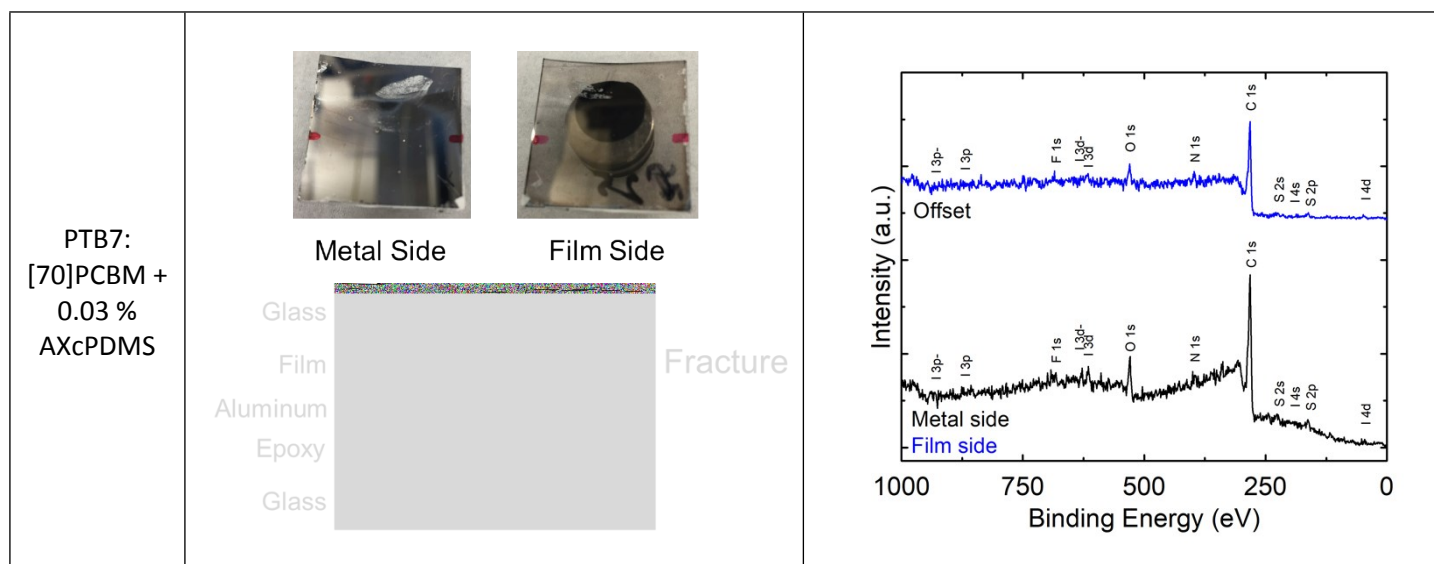 PTB7:
[70]PCBM +
0.03 %
AXcPDMS
Metal Side
Film Side
Glass
Film
Aluminum
Epoxy
Glass
Fracture
Intensity (a.u.)
I 3p-
I 3p
F 1s
I 3d-
I 3d
O 1s
N 1s
C 1s
S 2s
I 4s
S 2p
I 4d
Offset
I 3p-
I 3p
F 1s
I 3d-
I 3d
O 1s
N 1s
C 1s
S 2s
I 4s
S 2p
I 4d
Metal side
Film side
1000 750 500 250 0
Binding Energy (eV)